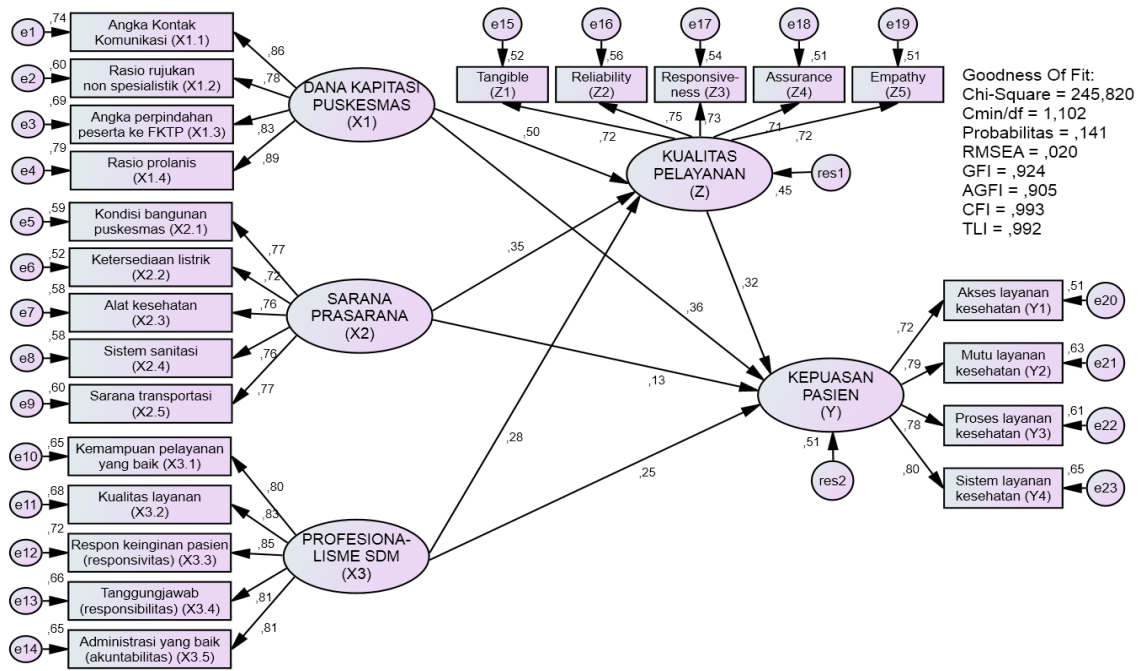 e1
,74
Angka Kontak
Komunikasi (X1.1)
,86
e2
,60
Rasio rujukan
non spesialistik (X1.2)
,78
e3
,69
Angka perpindahan
peserta ke FKTP (X1.3)
,83
e4
,79
Rasio prolanis
(X1.4)
,89
DANA KAPITASI
PUSKESMAS
(X1)
e5
,59
Kondisi bangunan
puskesmas (X2.1)
,77
e6
,52
Ketersediaan listrik
(X2.2)
,72
e7
,58
Alat kesehatan
(X2.3)
,76
e8
,58
Sistem sanitasi
(X2.4)
,76
e9
,60
Sarana transportasi
(X2.5)
,77
SARANA
PRASARANA
(X2)
e10
,65
Kemampuan pelayanan
yang baik (X3.1)
,80
e11
,68
Kualitas layanan
(X3.2)
,83
e12
,72
Respon keinginan pasien
(responsivitas) (X3.3)
,85
e13
,66
Tanggungjawab
(responsibilitas) (X3.4)
,81
e14
,65
Administrasi yang baik
(akuntabilitas) (X3.5)
,81
PROFESIONA-
LISME SDM
(X3)
,50
,36
,35
,13
,28
,25
,32
e15
,52
Tangible
(Z1)
,72
e16
,56
Reliability
(Z2)
,75
e17
,54
Responsive-
ness (Z3)
,73
e18
,51
Assurance
(Z4)
,71
e19
,51
Empathy
(Z5)
,72
KUALITAS
PELAYANAN
(Z)
res1
,45
KEPUASAN
PASIEN
(Y)
,51
res2
Akses layanan
kesehatan (Y1)
,51
e20
,72
Mutu layanan
kesehatan (Y2)
,63
e21
,79
Proses layanan
kesehatan (Y3)
,61
e22
,78
Sistem layanan
kesehatan (Y4)
,65
e23
,80
Goodness Of Fit:
Chi-Square = 245,820
Cmin/df = 1,102
Probabilitas = ,141
RMSEA = ,020
GFI = ,924
AGFI = ,905
CFI = ,993
TLI = ,992